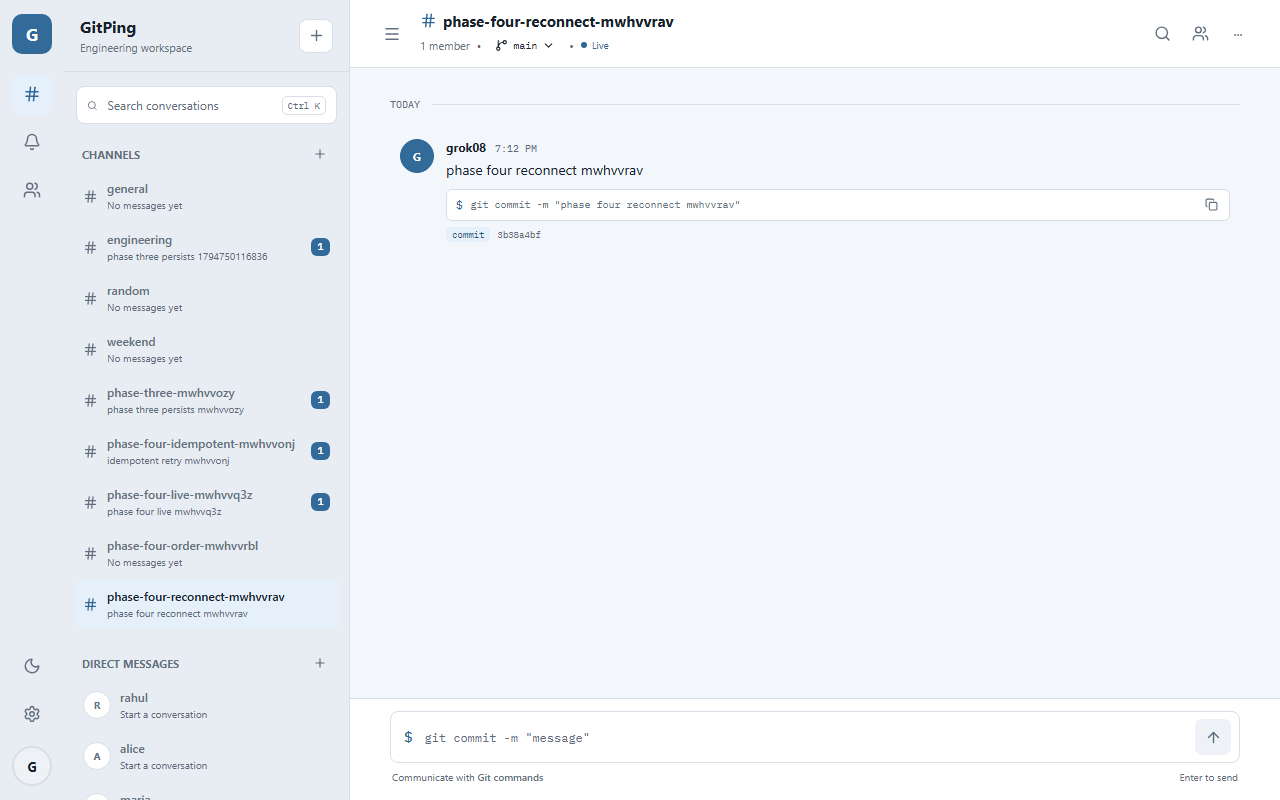 G
GitPing
Engineering workspace
Search conversations
Ctrl K
CHANNELS
general
No messages yet
engineering
phase three persists 1794750116836
1
random
No messages yet
weekend
No messages yet
phase-three-mwhvvozy
phase three persists mwhvvozy
1
phase-four-idempotent-mwhvvonj
idempotent retry mwhvvonj
1
phase-four-live-mwhvvq3z
phase four live mwhvvq3z
1
phase-four-order-mwhvvrbl
No messages yet
phase-four-reconnect-mwhvvrav
phase four reconnect mwhvvrav
DIRECT MESSAGES
R
rahul
Start a conversation
A
alice
Start a conversation
maria
G
# phase-four-reconnect-mwhvvrav
1 member • main • Live
TODAY
G
grok08 7:12 PM
phase four reconnect mwhvvrav
$ git commit -m "phase four reconnect mwhvvrav"
commit 3b38a4bf
$ git commit -m "message"
Communicate with Git commands
Enter to send